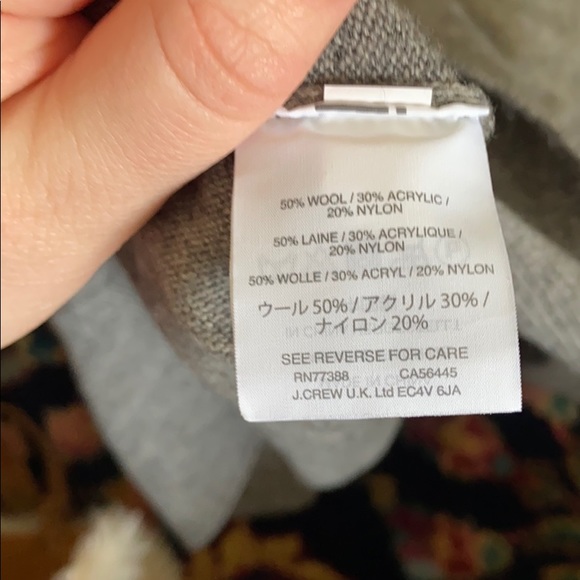 50% WOOL / 30% ACRYLIC /
20% NYLON
50% LAINE / 30% ACRYLIQUE /
20% NYLON
50% WOLLE / 30% ACRYL / 20% NYLON
ウール 50% / アクリル 30% /
ナイロン 20%
SEE REVERSE FOR CARE
RN77388 CA56445
J.CREW U.K. Ltd EC4V 6JA